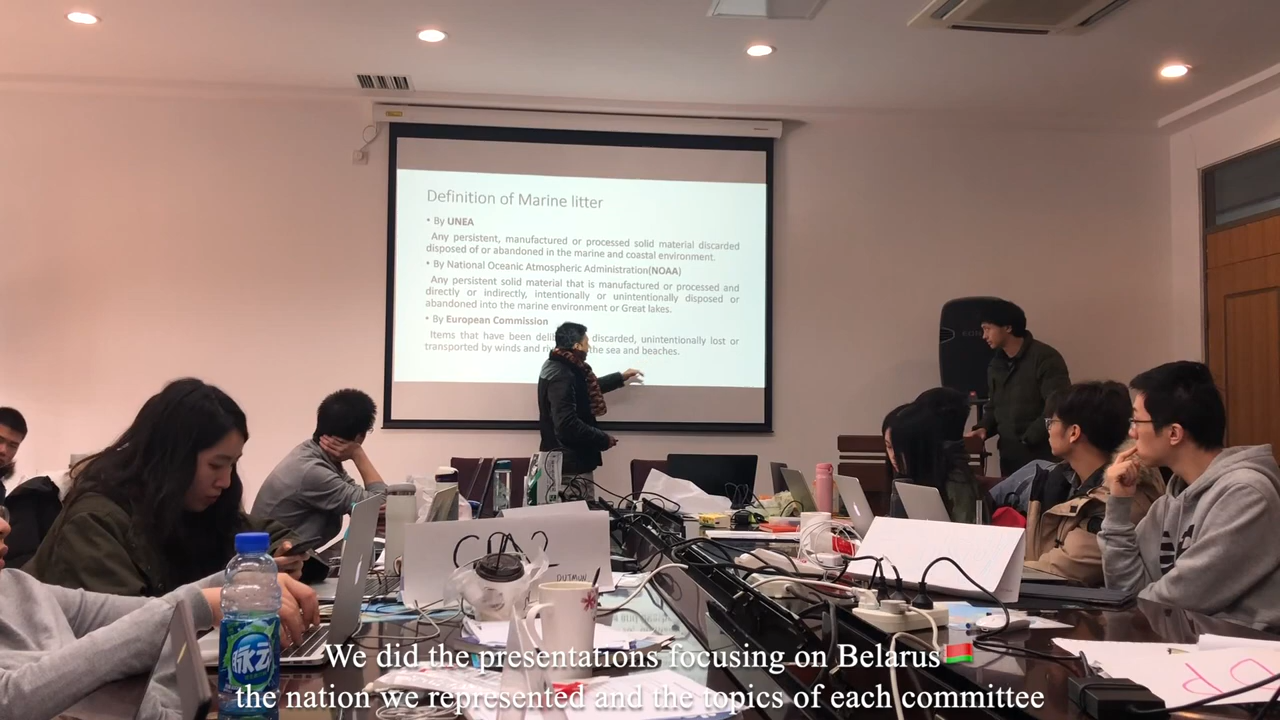 Definition of Marine litter
• By UNEA
Any persistent, manufactured or processed solid material discarded
disposed of or abandoned in the marine and coastal environment.
• By National Oceanic Atmospheric Administration(NOAA)
Any persistent solid material that is manufactured or processed and
directly or indirectly, intentionally or unintentionally disposed or
abandoned into the marine environment or Great lakes.
• By European Commission
Items that have been discarded, unintentionally lost or
transported by winds and the sea and beaches.
DUTMUN
We did the presentations focusing on Belarus🇧🇾
the nation we represented and the topics of each committee